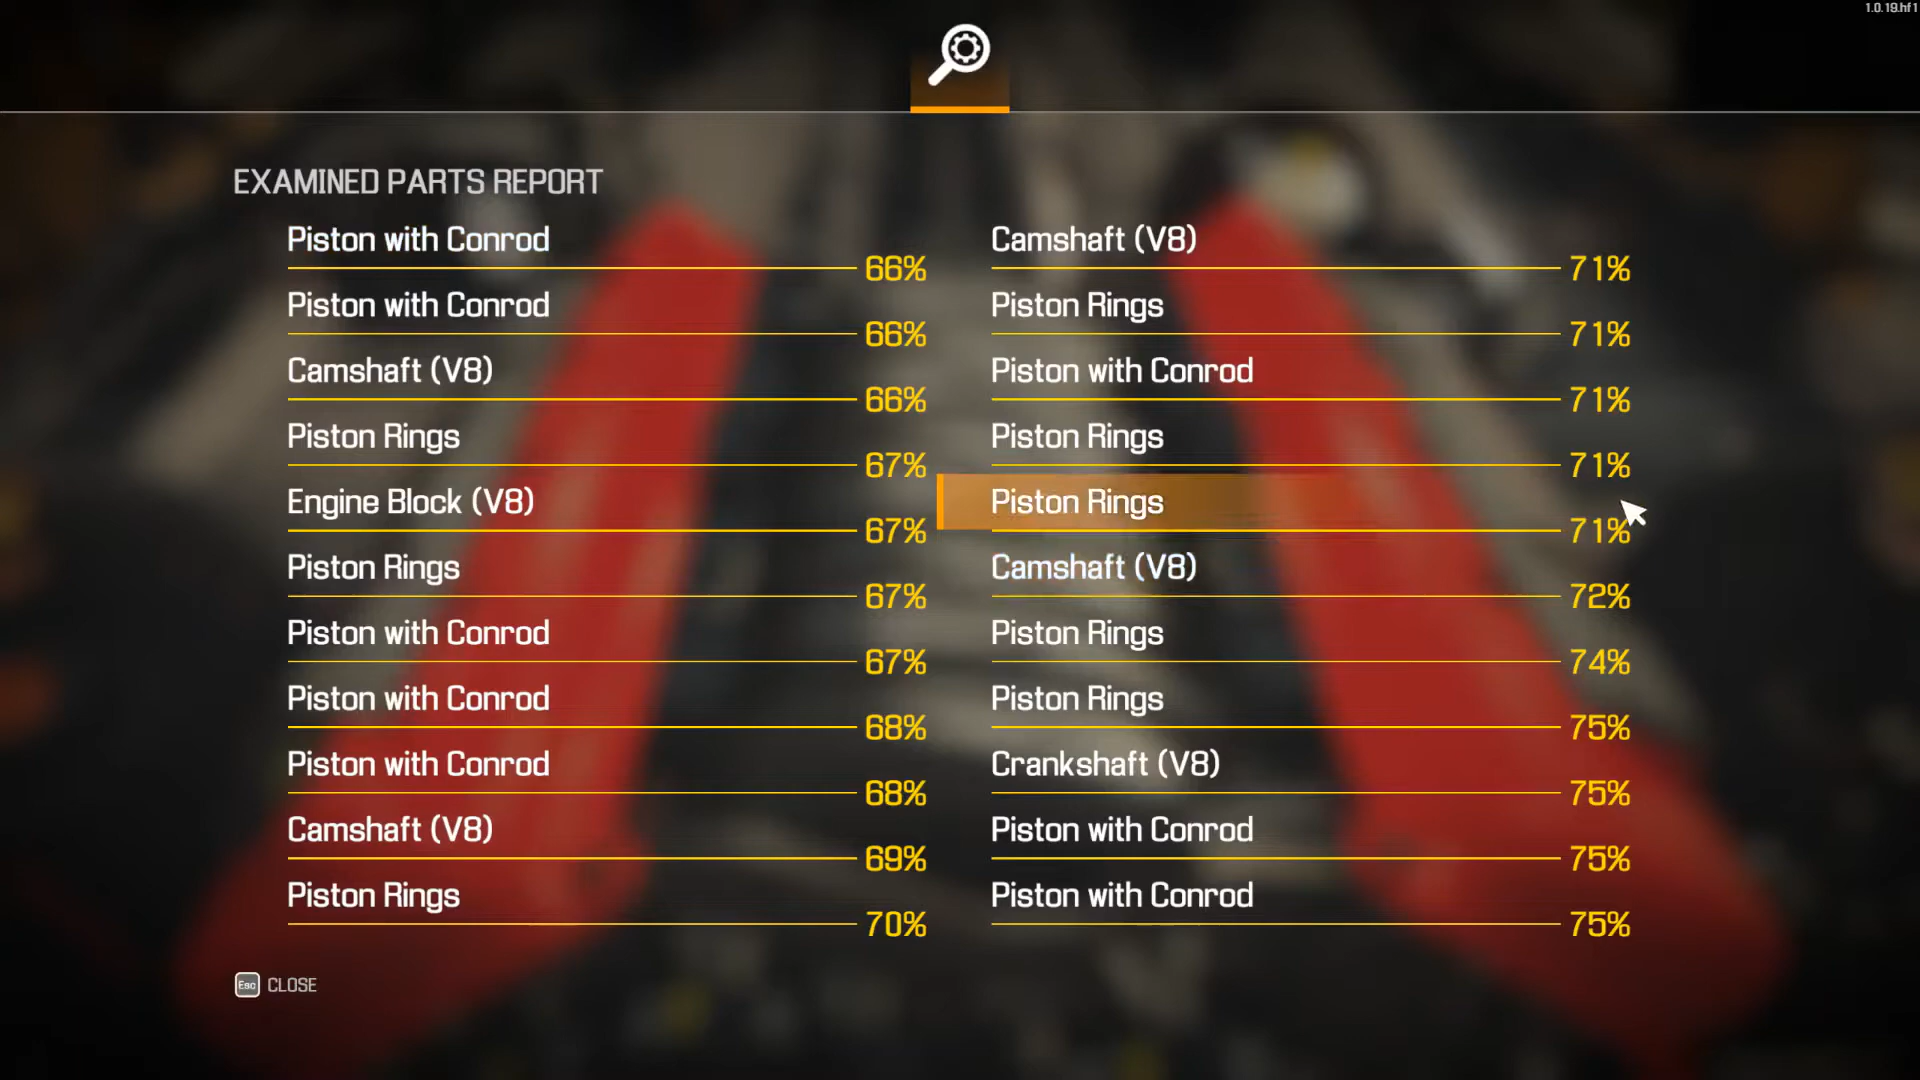 1.0.19.hf1
EXAMINED PARTS REPORT
Piston with Conrod
66%
Piston with Conrod
66%
Camshaft (V8)
66%
Piston Rings
67%
Engine Block (V8)
67%
Piston Rings
67%
Piston with Conrod
67%
Piston with Conrod
68%
Piston with Conrod
68%
Camshaft (V8)
69%
Piston Rings
70%
Camshaft (V8)
71%
Piston Rings
71%
Piston with Conrod
71%
Piston Rings
71%
Piston Rings
71%
Camshaft (V8)
72%
Piston Rings
74%
Piston Rings
75%
Crankshaft (V8)
75%
Piston with Conrod
75%
Piston with Conrod
75%
Esc CLOSE